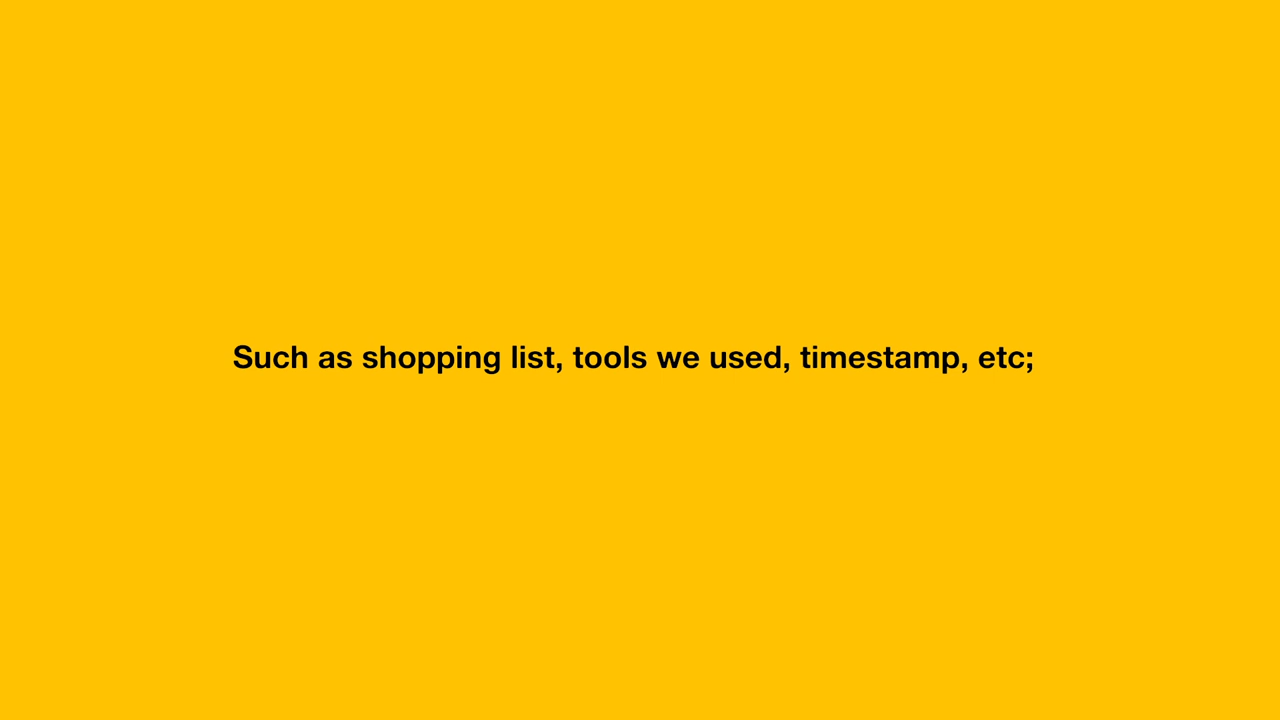 Such as shopping list, tools we used, timestamp, etc;